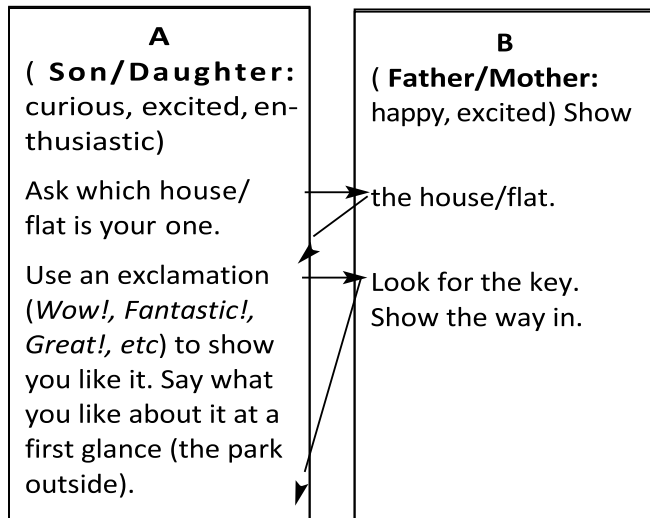 A
( Son/Daughter:
curious, excited, en-
thusiastic)
Ask which house/
flat is your one.
Use an exclamation
(Wow!, Fantastic!,
Great!, etc) to show
you like it. Say what
you like about it at a
first glance (the park
outside).
B
( Father/Mother:
happy, excited) Show
the house/flat.
Look for the key.
Show the way in.